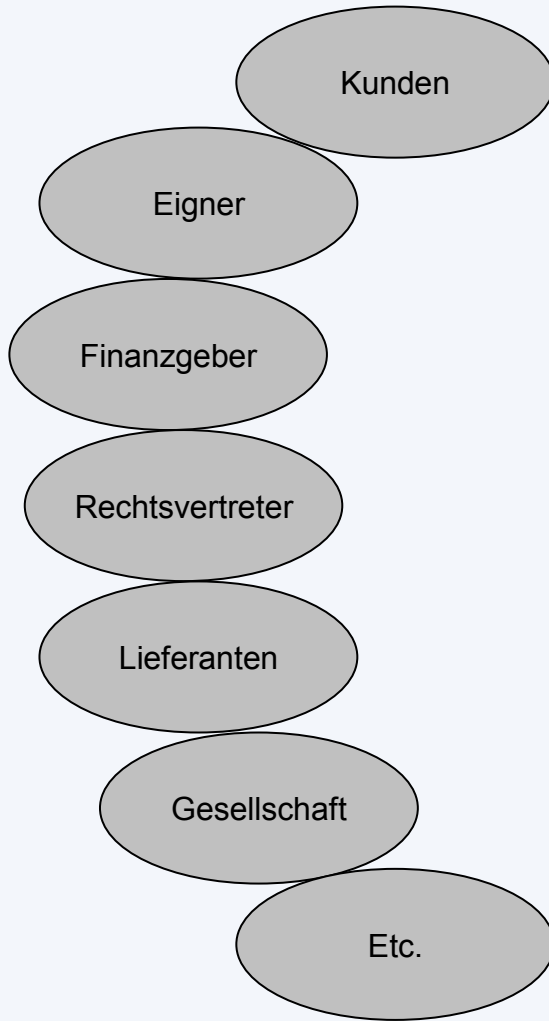 Kunden
Eigner
Finanzgeber
Rechtsvertreter
Lieferanten
Gesellschaft
Etc.